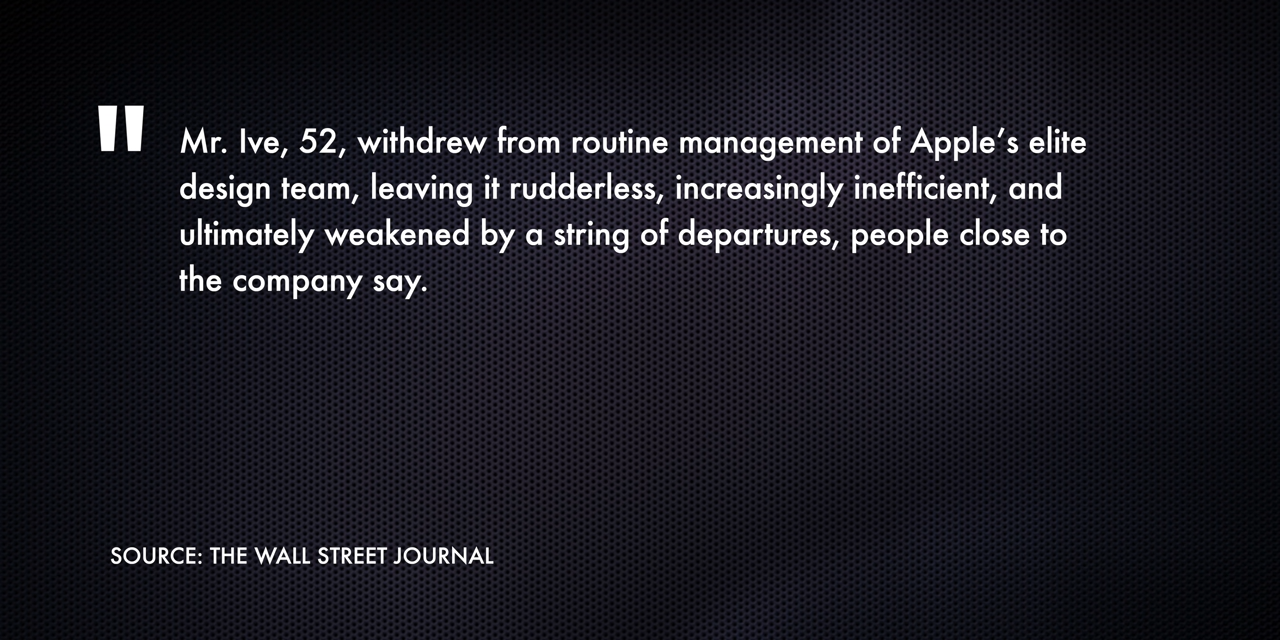 "
Mr. Ive, 52, withdrew from routine management of Apple’s elite
design team, leaving it rudderless, increasingly inefficient, and
ultimately weakened by a string of departures, people close to
the company say.
SOURCE: THE WALL STREET JOURNAL